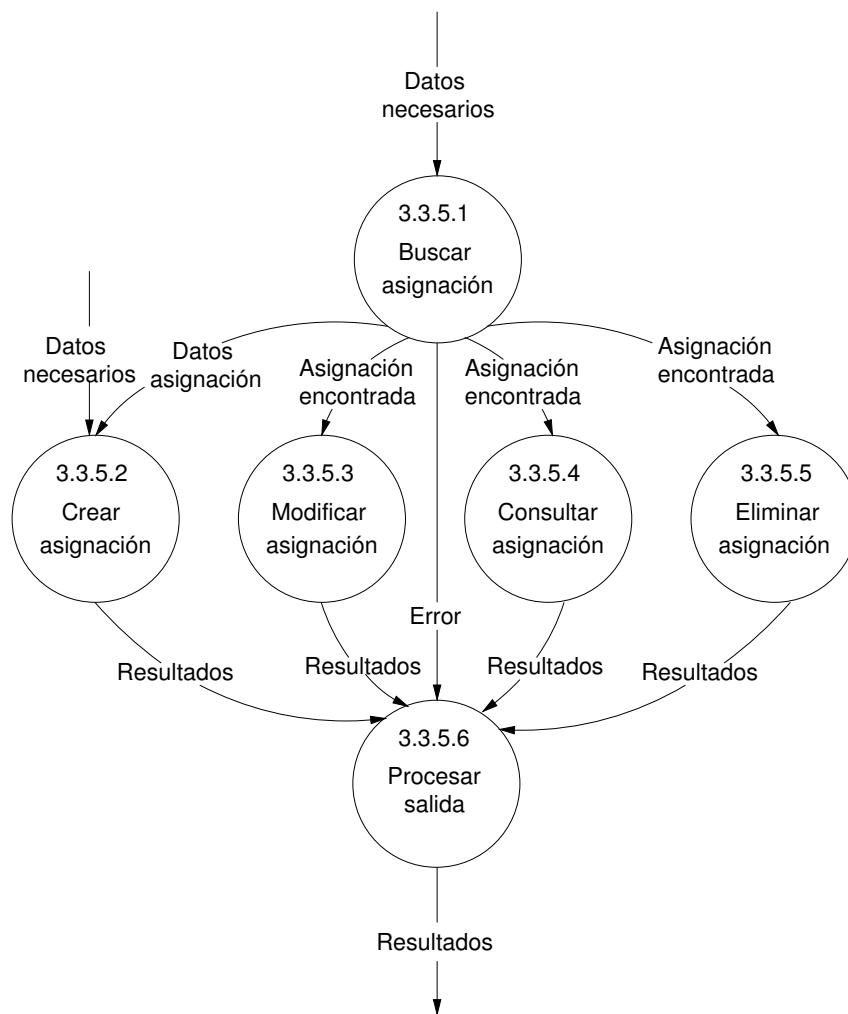 Datos
necesarios
3.3.5.1
Buscar
asignación
Datos
necesarios
Datos
asignación
Asignación
encontrada
Asignación
encontrada
Asignación
encontrada
3.3.5.2
Crear
asignación
3.3.5.3
Modificar
asignación
3.3.5.4
Consultar
asignación
3.3.5.5
Eliminar
asignación
Error
Resultados
Resultados
Resultados
Resultados
3.3.5.6
Procesar
salida
Resultados